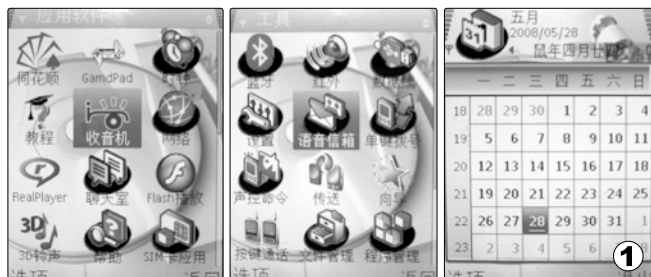 应用软件
同花顺 GamdPad 时钟
教程 收音机 网络
RealPlayer 聊天室 Flash播放
3D铃声 帮助 SIM卡应用
选项 返回
工具
蓝牙 红外 数据线
设置 语音信箱 单键拨号
声控命令 传送 向导
按键通话 文件管理 程序管理
选项 返回
31
五月
2008/05/28
鼠年四月廿四
一 二 三 四 五 六 日
18 28 29 30 1 2 3 4
19 5 6 7 8 9 10 11
20 12 13 14 15 16 17 18
21 19 20 21 22 23 24 25
22 26 27 28 29 30 31 1
23 2 3 4 5 6 8
选项 退出
1